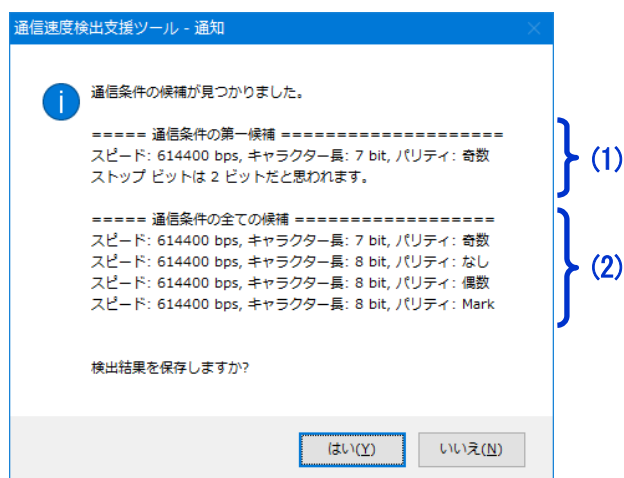 通信速度検出支援ツール - 通知
通信条件の候補が見つかりました。
===== 通信条件の第一候補 ====================
スピード: 614400 bps, キャラクター長: 7 bit, パリティ: 奇数
ストップ ビットは 2 ビットだと思われます。
(1)
===== 通信条件の全ての候補 ==================
スピード: 614400 bps, キャラクター長: 7 bit, パリティ: 奇数
スピード: 614400 bps, キャラクター長: 8 bit, パリティ: なし
スピード: 614400 bps, キャラクター長: 8 bit, パリティ: 偶数
スピード: 614400 bps, キャラクター長: 8 bit, パリティ: Mark
(2)
検出結果を保存しますか?
はい(Y)
いいえ(N)